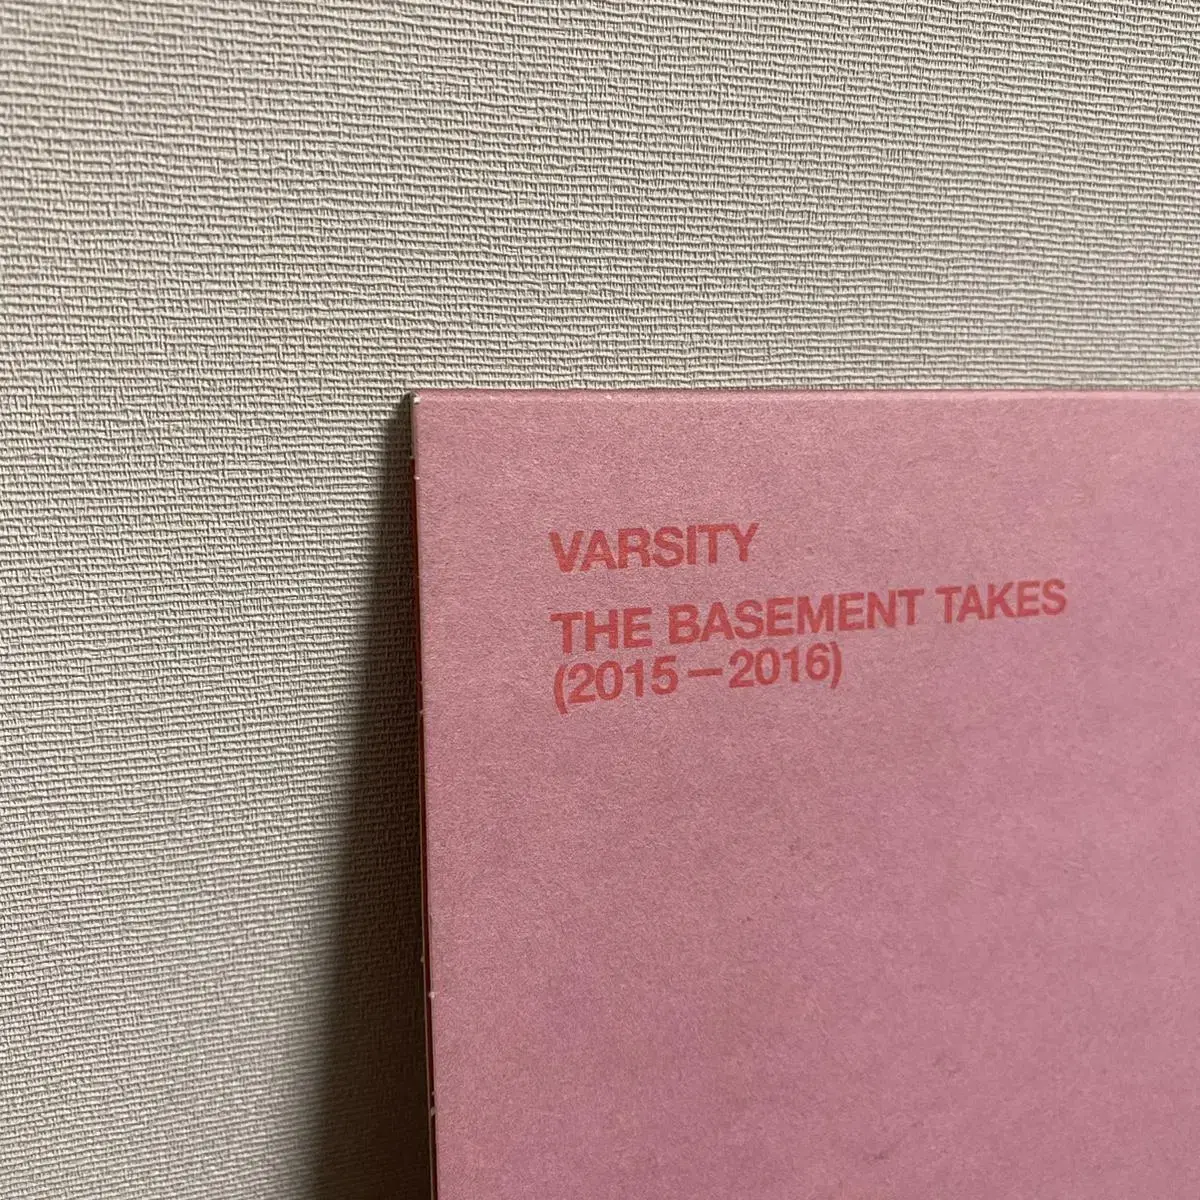 VARSITY
THE BASEMENT TAKES
(2015—2016)